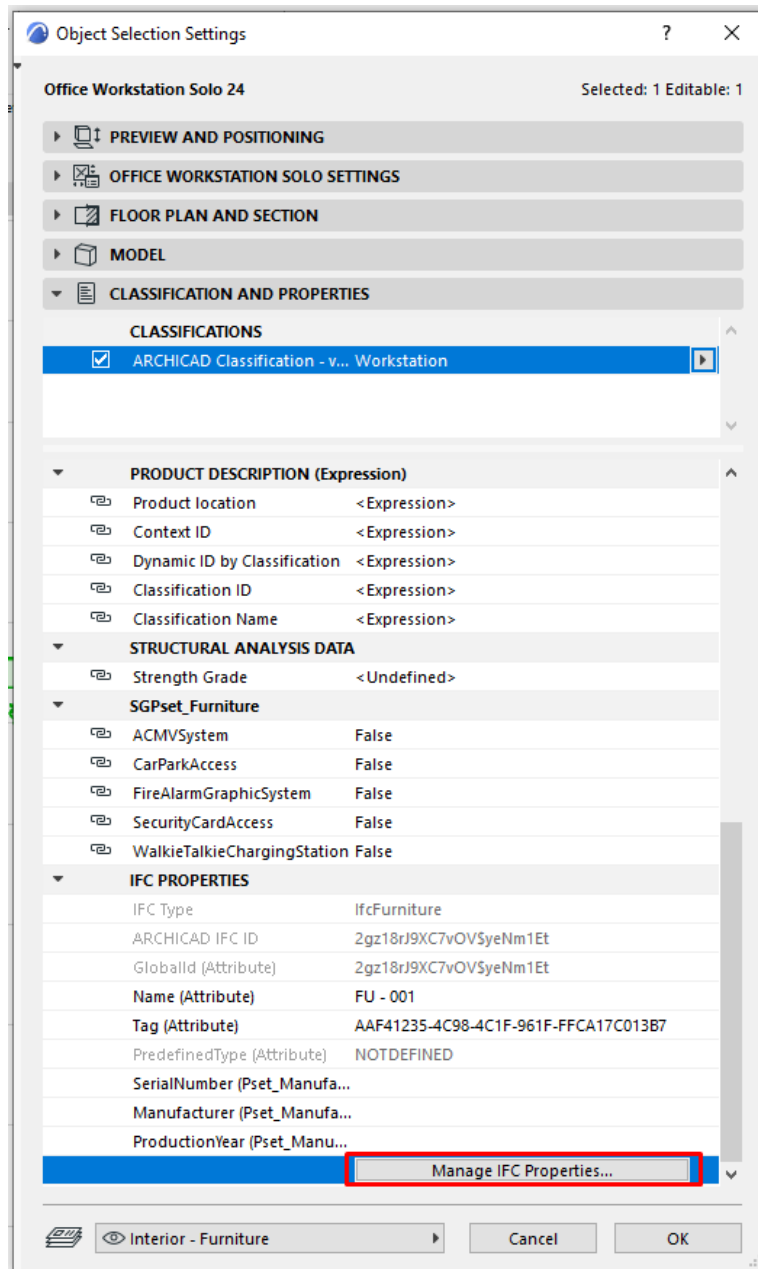 Object Selection Settings ? ×
Office Workstation Solo 24 Selected: 1 Editable: 1
PREVIEW AND POSITIONING
OFFICE WORKSTATION SOLO SETTINGS
FLOOR PLAN AND SECTION
MODEL
CLASSIFICATION AND PROPERTIES
CLASSIFICATIONS
ARCHICAD Classification - v... Workstation
PRODUCT DESCRIPTION (Expression)
Product location <Expression>
Context ID <Expression>
Dynamic ID by Classification <Expression>
Classification ID <Expression>
Classification Name <Expression>
STRUCTURAL ANALYSIS DATA
Strength Grade <Undefined>
SGPset_Furniture
ACMVSystem False
CarParkAccess False
FireAlarmGraphicSystem False
SecurityCardAccess False
WalkieTalkieChargingStation False
IFC PROPERTIES
IFC Type IfcFurniture
ARCHICAD IFC ID 2gz18rJ9XC7vOV$yeNm1Et
GlobalId (Attribute) 2gz18rJ9XC7vOV$yeNm1Et
Name (Attribute) FU - 001
Tag (Attribute) AAF41235-4C98-4C1F-961F-FFCA17C013B7
PredefinedType (Attribute) NOTDEFINED
SerialNumber (Pset_Manufa...
Manufacturer (Pset_Manufa...
ProductionYear (Pset_Manu...
Manage IFC Properties...
Interior - Furniture Cancel OK